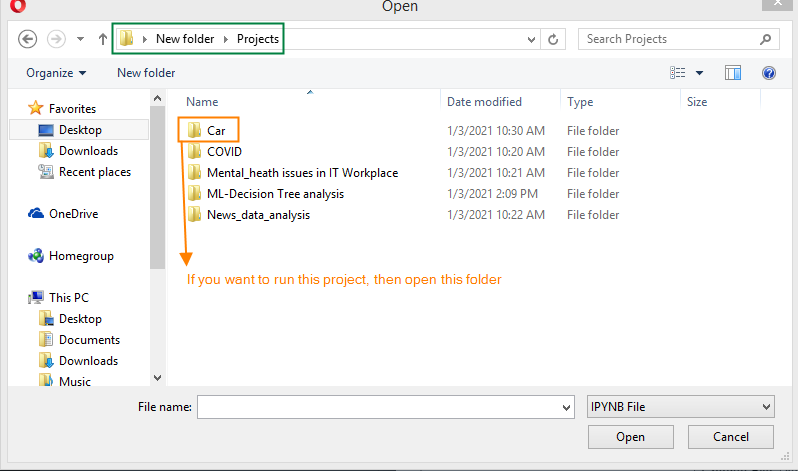 Open
New folder Projects
Search Projects
Organize New folder
Name Date modified Type Size
Favorites
Desktop
Downloads
Recent places
OneDrive
Homegroup
This PC
Desktop
Documents
Downloads
Music
Car 1/3/2021 10:30 AM File folder
COVID 1/3/2021 10:20 AM File folder
Mental_heath issues in IT Workplace 1/3/2021 10:21 AM File folder
ML-Decision Tree analysis 1/3/2021 2:09 PM File folder
News_data_analysis 1/3/2021 10:22 AM File folder
If you want to run this project, then open this folder
File name: IPYNB File
Open Cancel